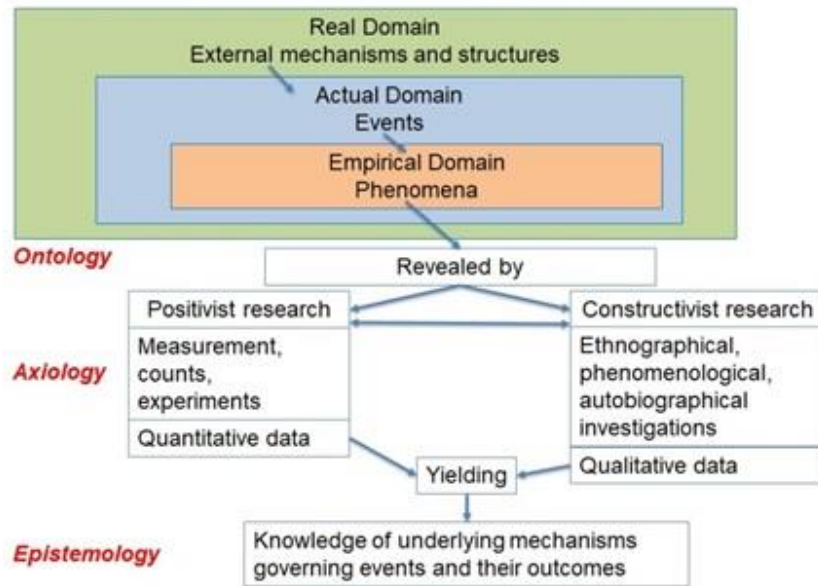 Real Domain
External mechanisms and structures
Actual Domain
Events
Empirical Domain
Phenomena
Ontology
Revealed by
Positivist research
Constructivist research
Axiology
Measurement,
counts,
experiments
Quantitative data
Ethnographical,
phenomenological,
autobiographical
investigations
Qualitative data
Yielding
Epistemology
Knowledge of underlying mechanisms
governing events and their outcomes